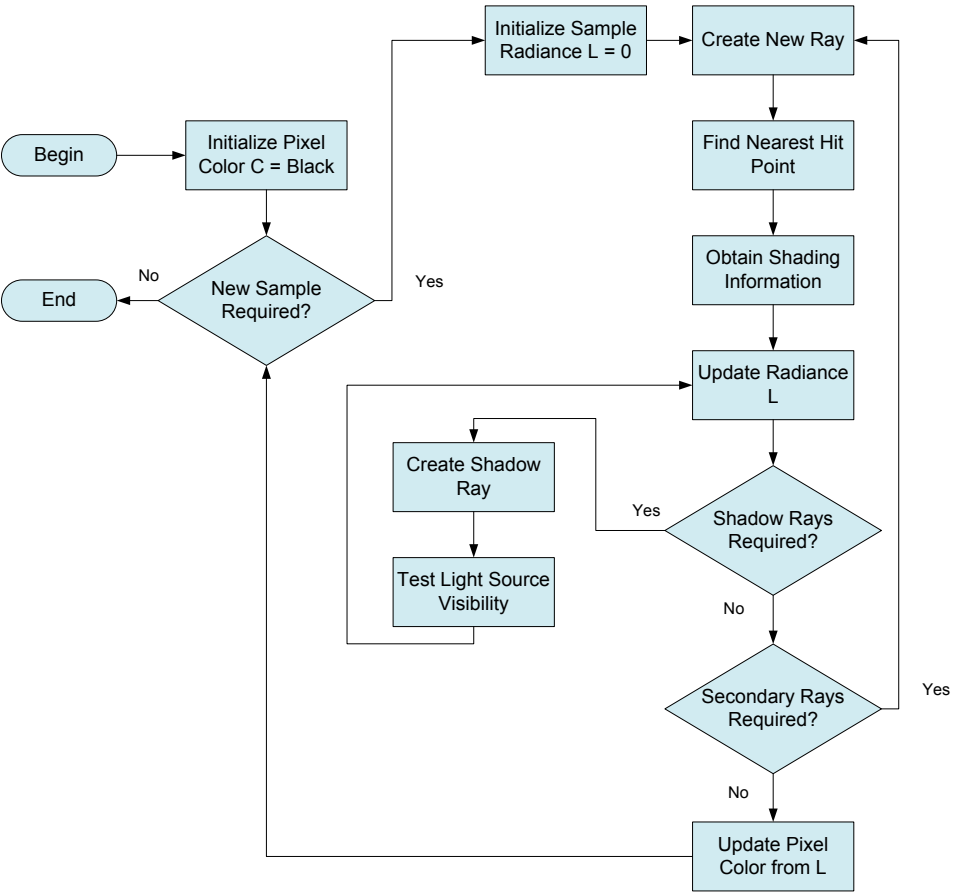 Initialize Sample
Radiance L = 0
Create New Ray
Begin
Initialize Pixel
Color C = Black
Find Nearest Hit
Point
No
End
New Sample
Required?
Yes
Obtain Shading
Information
Update Radiance
L
Create Shadow
Ray
Yes
Shadow Rays
Required?
Test Light Source
Visibility
No
Secondary Rays
Required?
Yes
No
Update Pixel
Color from L